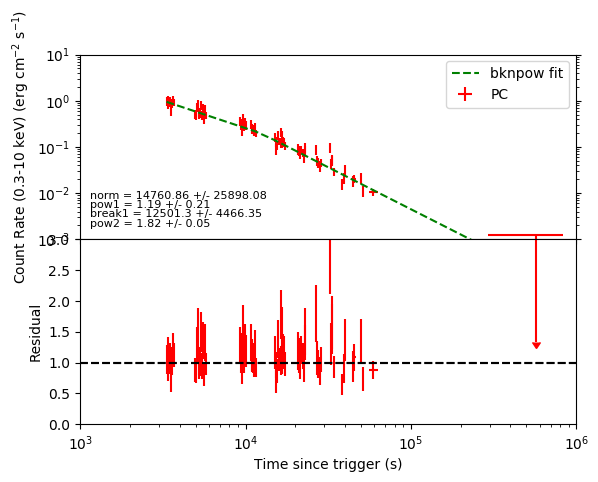 Count Rate (0.3-10 keV) (erg cm⁻² s⁻¹)
10¹
10⁰
10⁻¹
10⁻²
bknpow fit
PC
norm = 14760.86 +/- 25898.08
pow1 = 1.19 +/- 0.21
break1 = 12501.3 +/- 4466.35
pow2 = 1.82 +/- 0.05
Residual
3.0
2.5
2.0
1.5
1.0
0.5
0.0
10³
10⁴
10⁵
10⁶
Time since trigger (s)